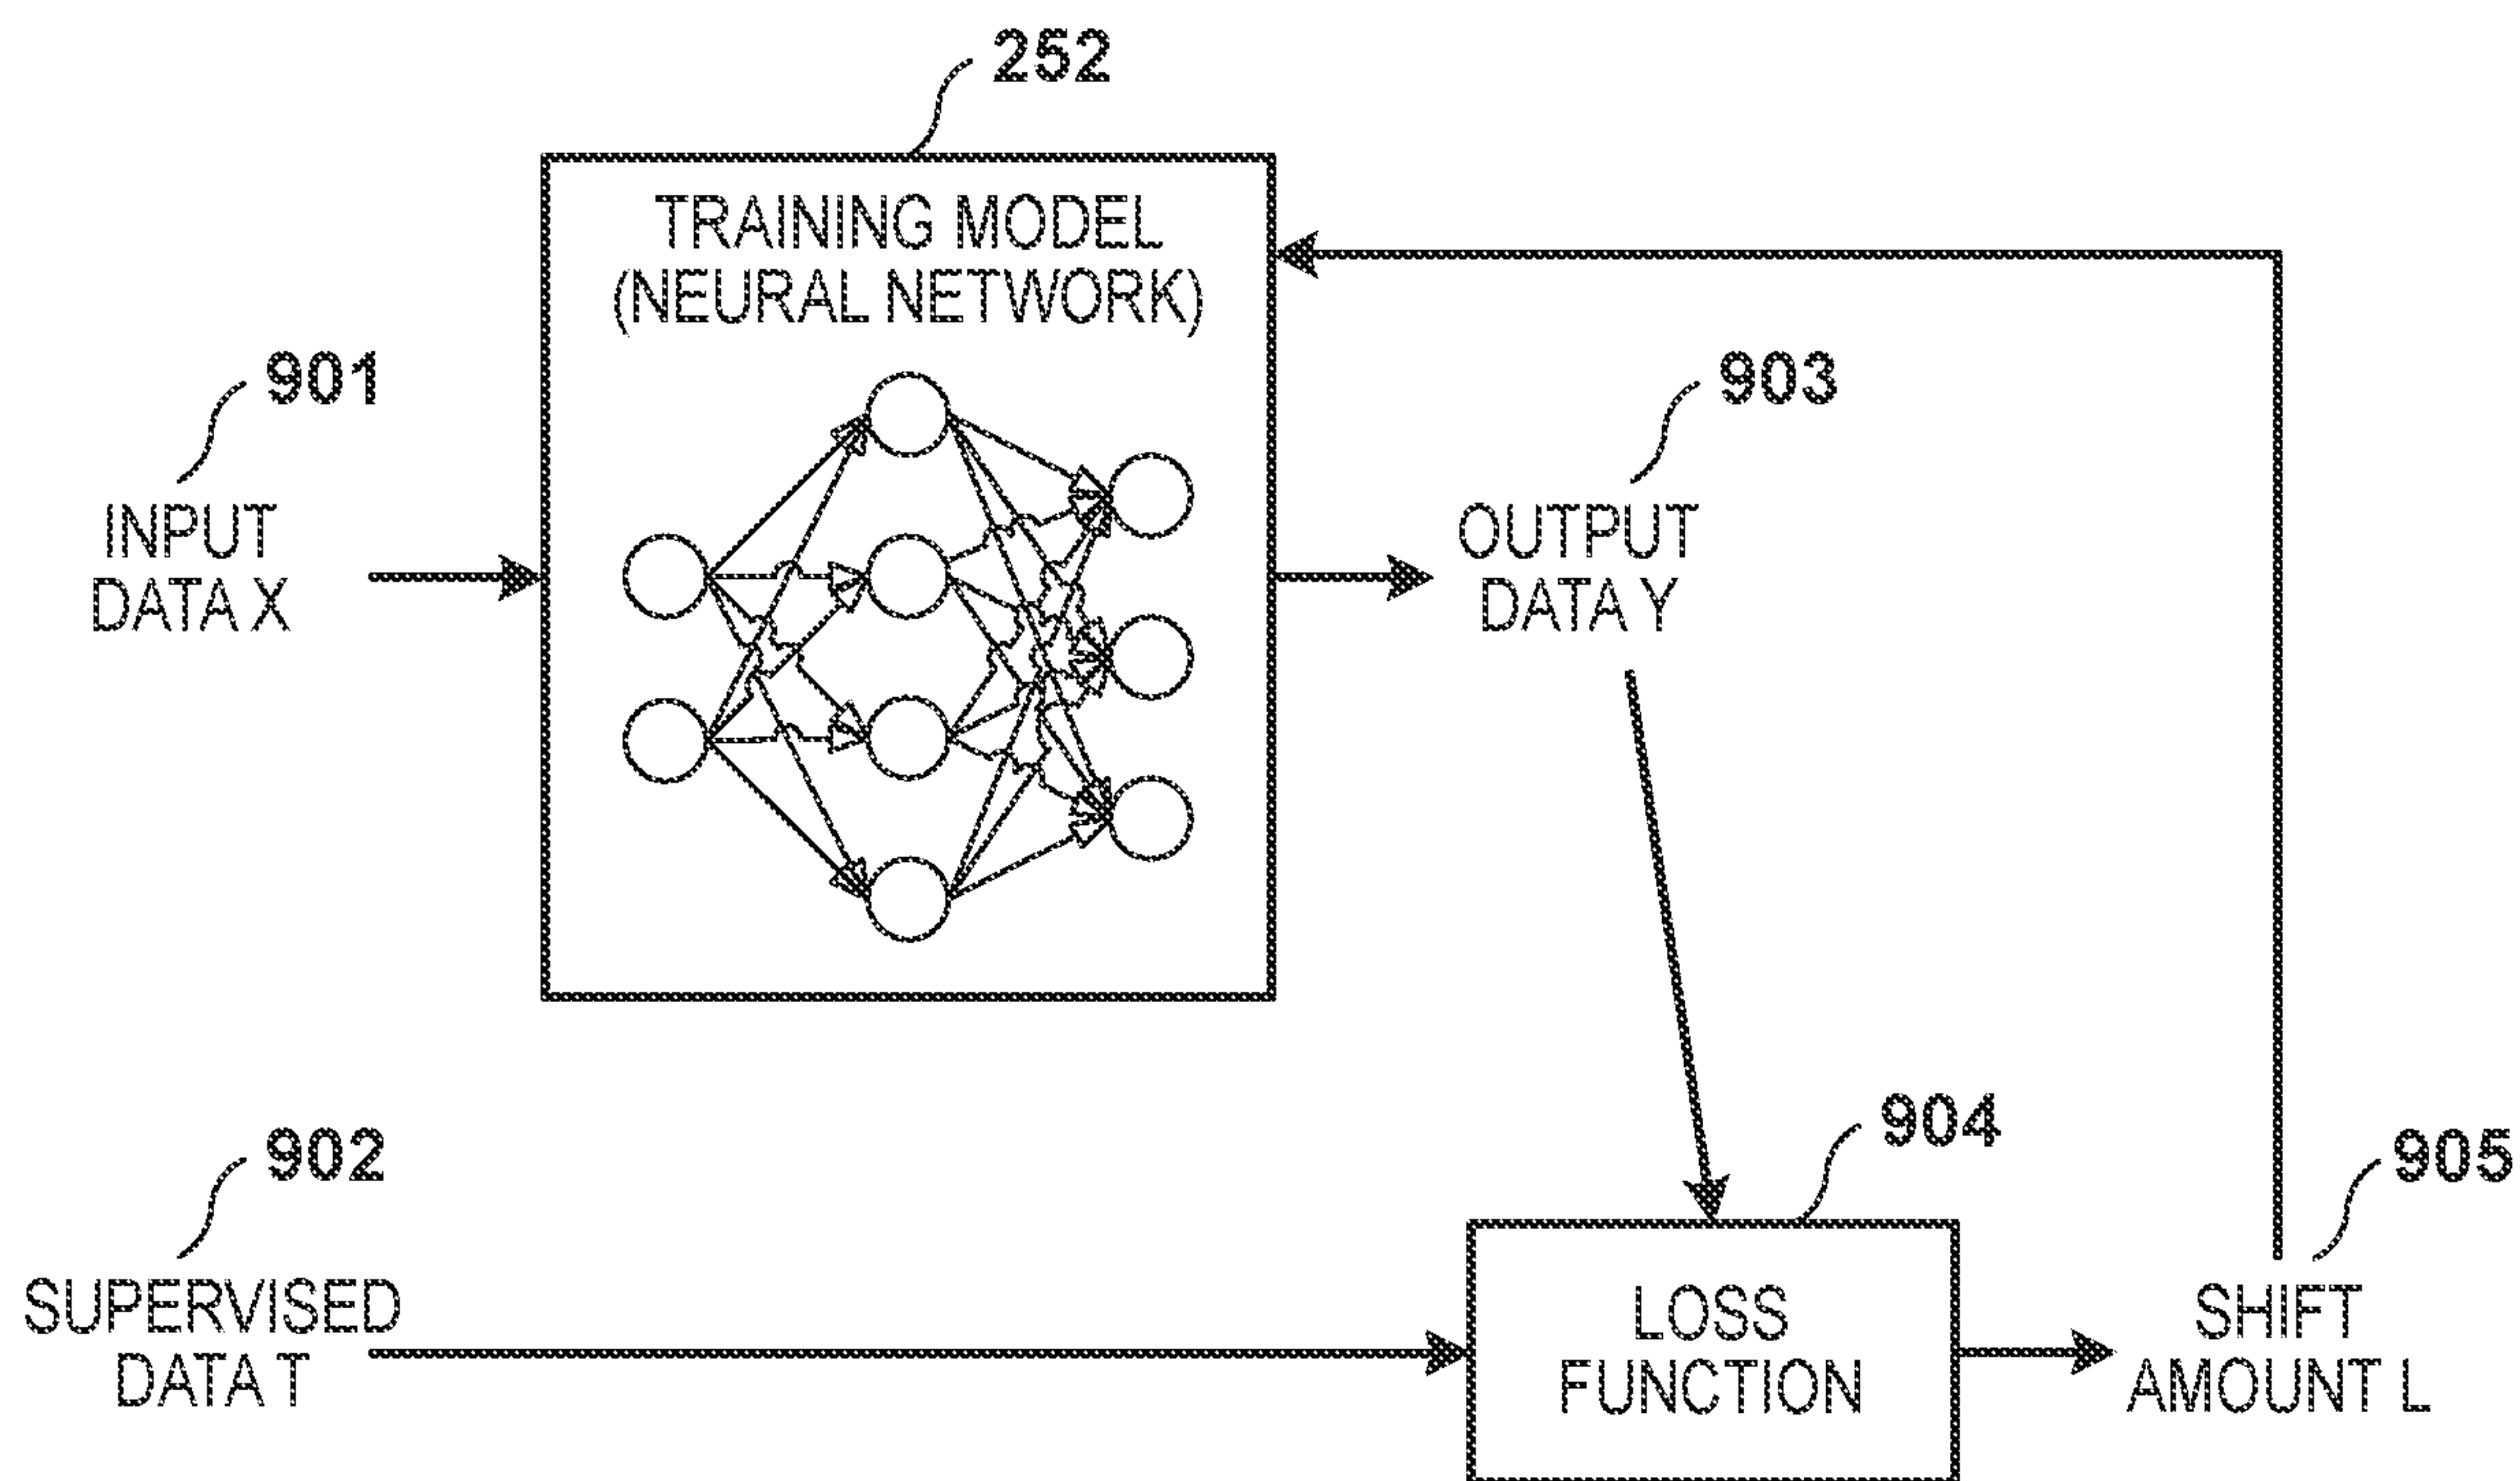 252
TRAINING MODEL
(NEURAL NETWORK)
901
INPUT
DATA X
903
OUTPUT
DATA Y
902
SUPERVISED
DATA T
904
LOSS
FUNCTION
905
SHIFT
AMOUNT L